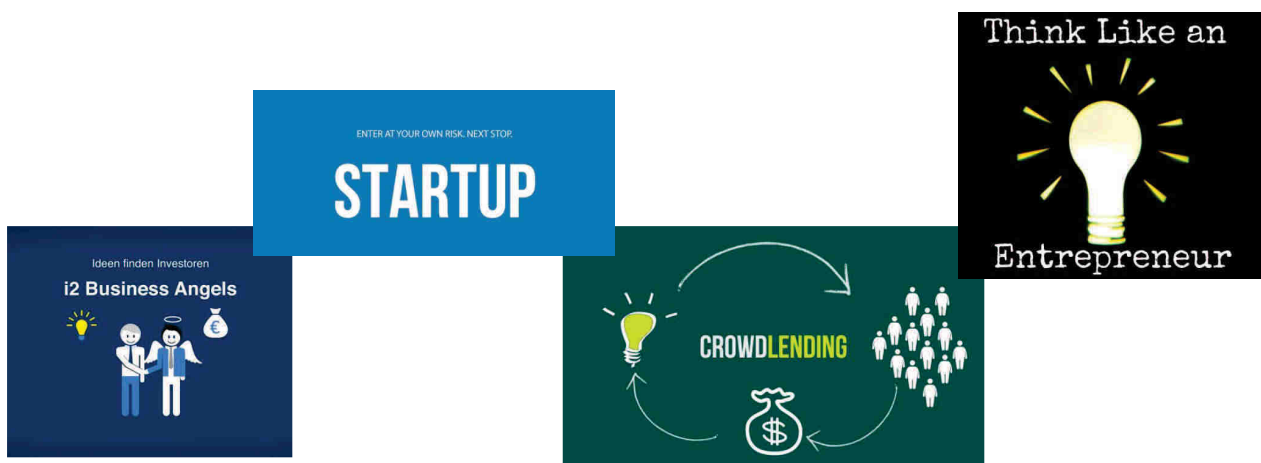 Think Like an
Entrepreneur
ENTER AT YOUR OWN RISK. NEXT STOP.
STARTUP
Ideen finden Investoren
i2 Business Angels
€
CROWDLENDING
$